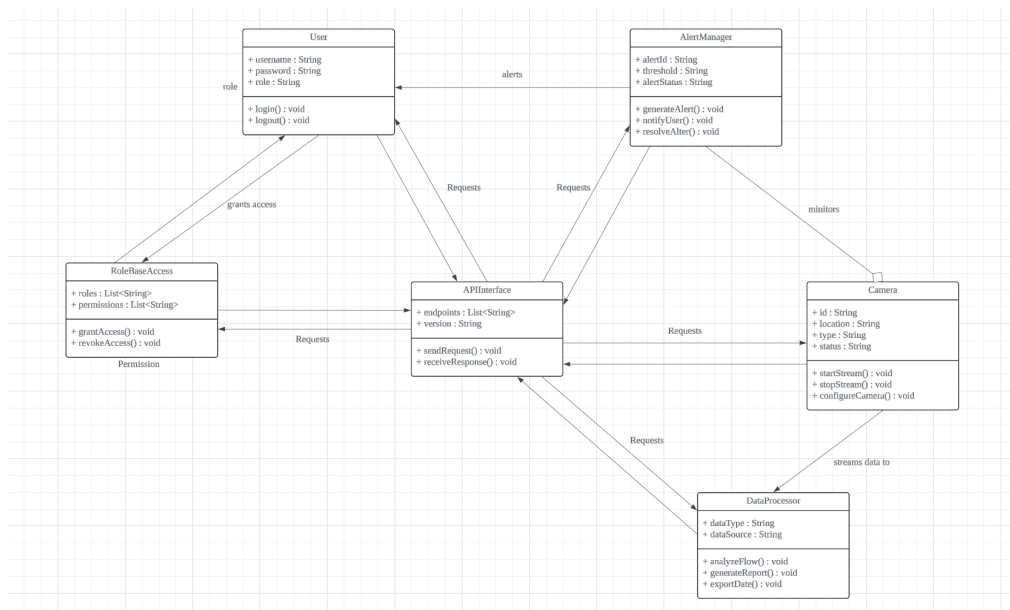 User
+ username : String
+ password : String
+ role : String
+ login() : void
+ logout() : void
role
alerts
AlertManager
+ alertId : String
+ threshold : String
+ alertStatus : String
+ generateAlert() : void
+ notifyUser() : void
+ resolveAlter() : void
Requests
Requests
grants access
minitors
RoleBaseAccess
+ roles : List<String>
+ permissions : List<String>
+ grantAccess() : void
+ revokeAccess() : void
Permission
Requests
APIInterface
+ endpoints : List<String>
+ version : String
+ sendRequest() : void
+ receiveResponse() : void
Requests
Camera
+ id : String
+ location : String
+ type : String
+ status : String
+ startStream() : void
+ stopStream() : void
+ configureCamera() : void
Requests
streams data to
DataProcessor
+ dataType : String
+ dataSource : String
+ analyzeFlow() : void
+ generateReport() : void
+ exportDate() : void